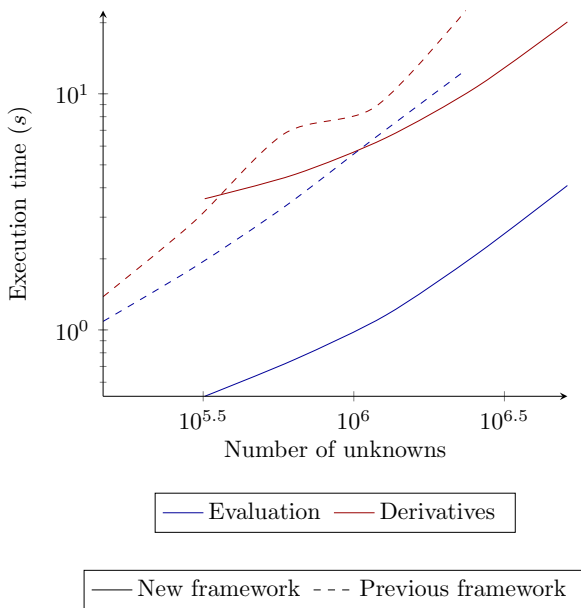 10^1
10^0
Execution time (s)
10^5.5
10^6
10^6.5
Number of unknowns
Evaluation Derivatives
New framework Previous framework